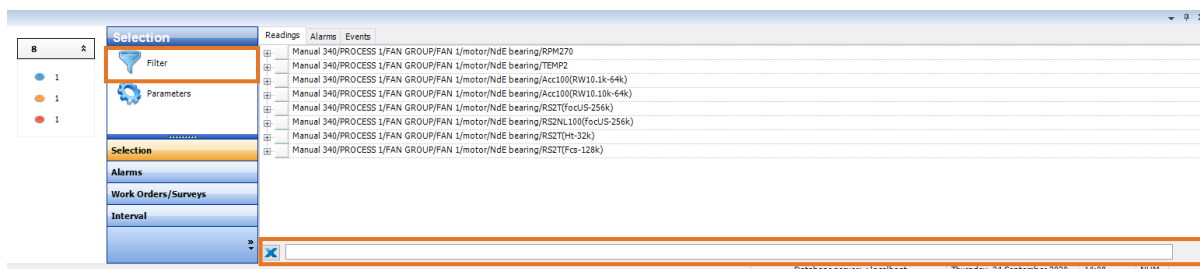 8
1
1
1
Selection
Filter
Parameters
Selection
Alarms
Work Orders/Surveys
Interval
Readings Alarms Events
Manual 340/PROCESS 1/FAN GROUP/FAN 1/motor/NdE bearing/RPM270
Manual 340/PROCESS 1/FAN GROUP/FAN 1/motor/NdE bearing/TEMP2
Manual 340/PROCESS 1/FAN GROUP/FAN 1/motor/NdE bearing/Acc100(RW10.1k-64k)
Manual 340/PROCESS 1/FAN GROUP/FAN 1/motor/NdE bearing/Acc100(RW10.10k-64k)
Manual 340/PROCESS 1/FAN GROUP/FAN 1/motor/NdE bearing/RS2T(focUS-256k)
Manual 340/PROCESS 1/FAN GROUP/FAN 1/motor/NdE bearing/RS2NL100(focUS-256k)
Manual 340/PROCESS 1/FAN GROUP/FAN 1/motor/NdE bearing/RS2T(Ht-32k)
Manual 340/PROCESS 1/FAN GROUP/FAN 1/motor/NdE bearing/RS2T(Fcs-128k)